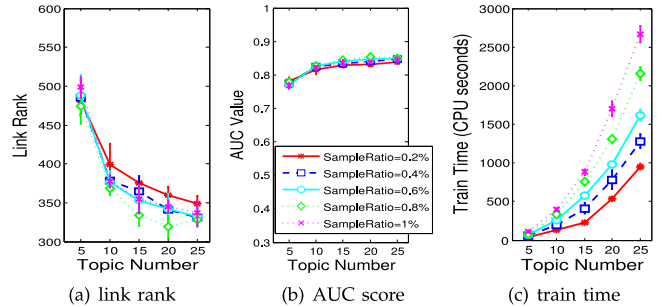 600
550
500
450
400
350
300
Link Rank
5 10 15 20 25
Topic Number
(a) link rank
1
0.9
0.8
0.7
0.6
0.5
0.4
0.3
AUC Value
SampleRatio=0.2%
SampleRatio=0.4%
SampleRatio=0.6%
SampleRatio=0.8%
SampleRatio=1%
5 10 15 20 25
Topic Number
(b) AUC score
3000
2500
2000
1500
1000
500
0
Train Time (CPU seconds)
5 10 15 20 25
Topic Number
(c) train time